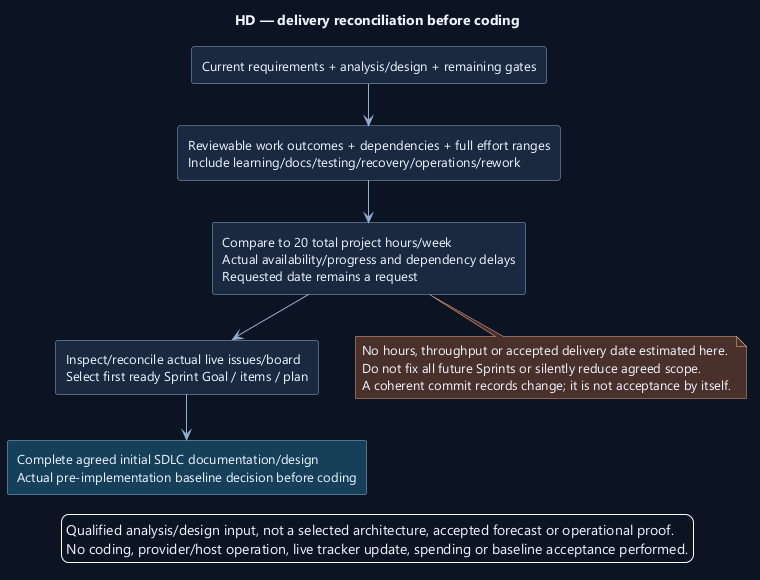 HD — delivery reconciliation before coding
Current requirements + analysis/design + remaining gates
Reviewable work outcomes + dependencies + full effort ranges
Include learning/docs/testing/recovery/operations/rework
Compare to 20 total project hours/week
Actual availability/progress and dependency delays
Requested date remains a request
Inspect/reconcile actual live issues/board
Select first ready Sprint Goal / items / plan
No hours, throughput or accepted delivery date estimated here.
Do not fix all future Sprints or silently reduce agreed scope.
A coherent commit records change; it is not acceptance by itself.
Complete agreed initial SDLC documentation/design
Actual pre-implementation baseline decision before coding
Qualified analysis/design input, not a selected architecture, accepted forecast or operational proof.
No coding, provider/host operation, live tracker update, spending or baseline acceptance performed.